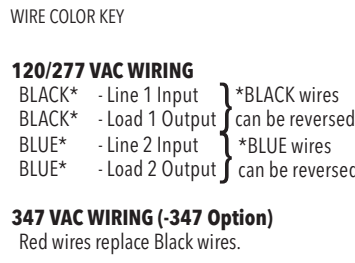 WIRE COLOR KEY
120/277 VAC WIRING
BLACK* - Line 1 Input
BLACK* - Load 1 Output
*BLACK wires
can be reversed
BLUE* - Line 2 Input
BLUE* - Load 2 Output
*BLUE wires
can be reversed
347 VAC WIRING (-347 Option)
Red wires replace Black wires.